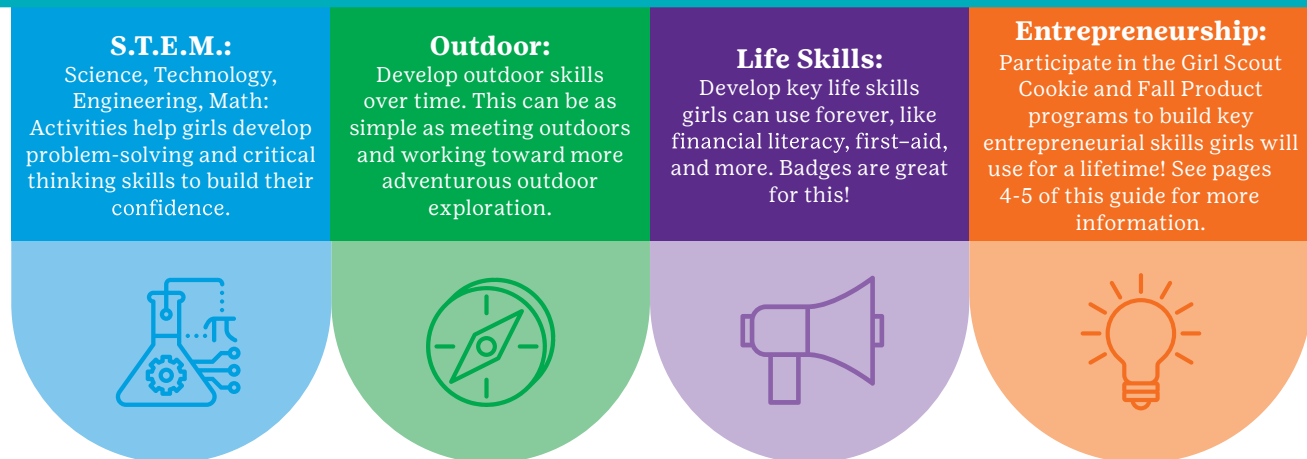 S.T.E.M.:
Science, Technology,
Engineering, Math:
Activities help girls develop
problem-solving and critical
thinking skills to build their
confidence.
Outdoor:
Develop outdoor skills
over time. This can be as
simple as meeting outdoors
and working toward more
adventurous outdoor
exploration.
Life Skills:
Develop key life skills
girls can use forever, like
financial literacy, first–aid,
and more. Badges are great
for this!
Entrepreneurship:
Participate in the Girl Scout
Cookie and Fall Product
programs to build key
entrepreneurial skills girls will
use for a lifetime! See pages
4-5 of this guide for more
information.
π